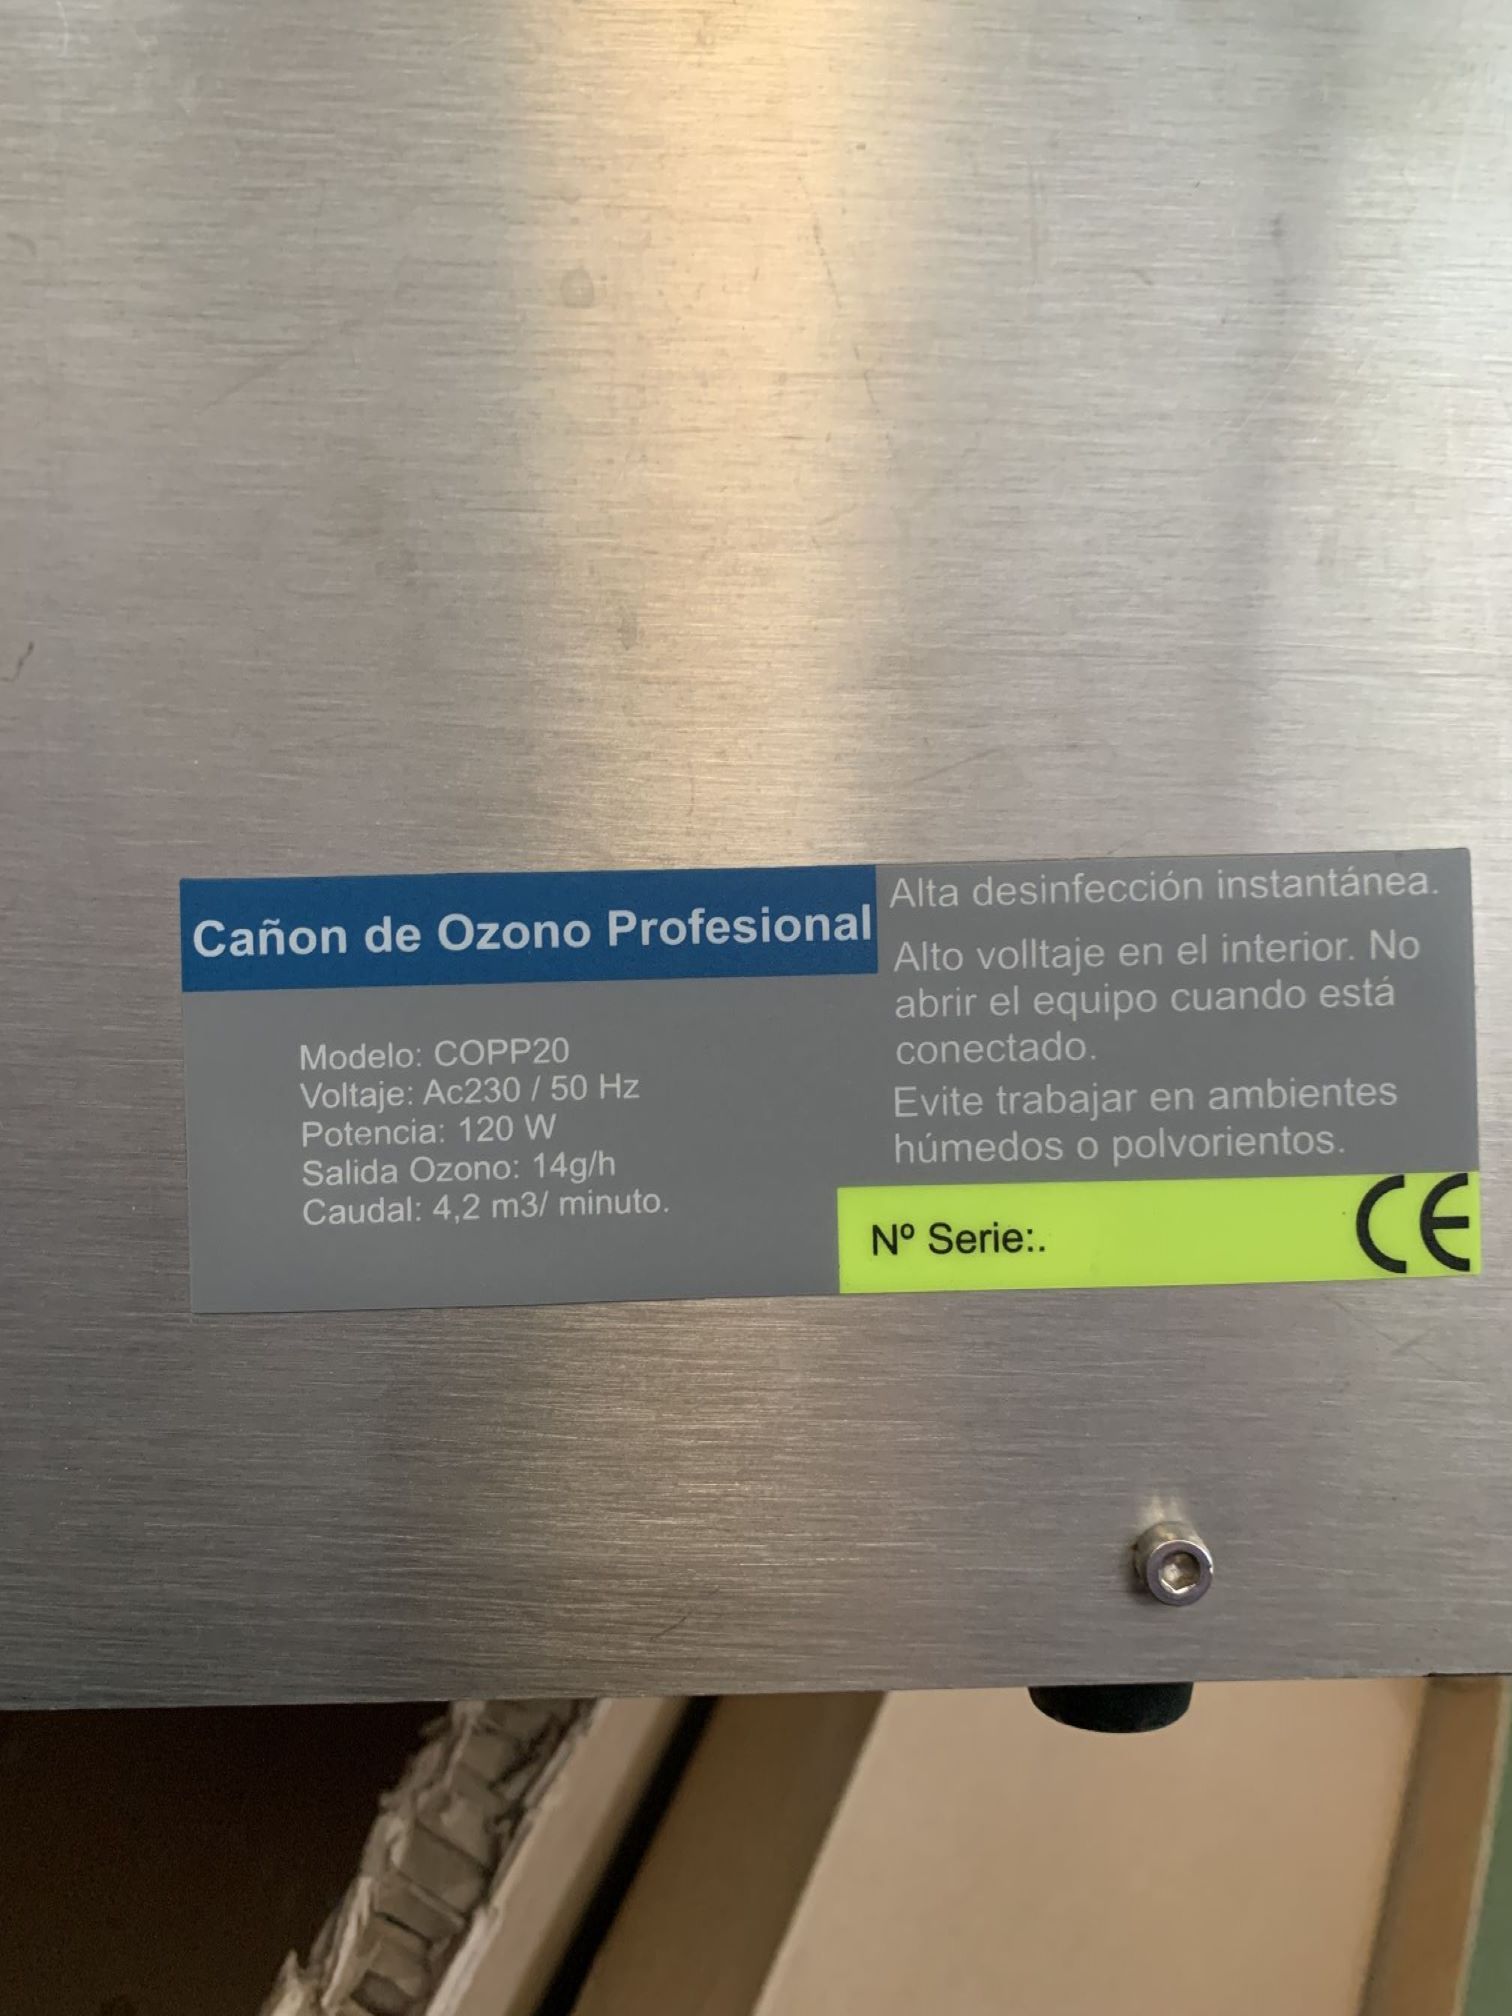 Cañon de Ozono Profesional
Modelo: COPP20
Voltaje: Ac230 / 50 Hz
Potencia: 120 W
Salida Ozono: 14g/h
Caudal: 4,2 m3/ minuto.
Alta desinfección instantánea.
Alto volltaje en el interior. No
abrir el equipo cuando está
conectado.
Evite trabajar en ambientes
húmedos o polvorientos.
Nº Serie:.
CE